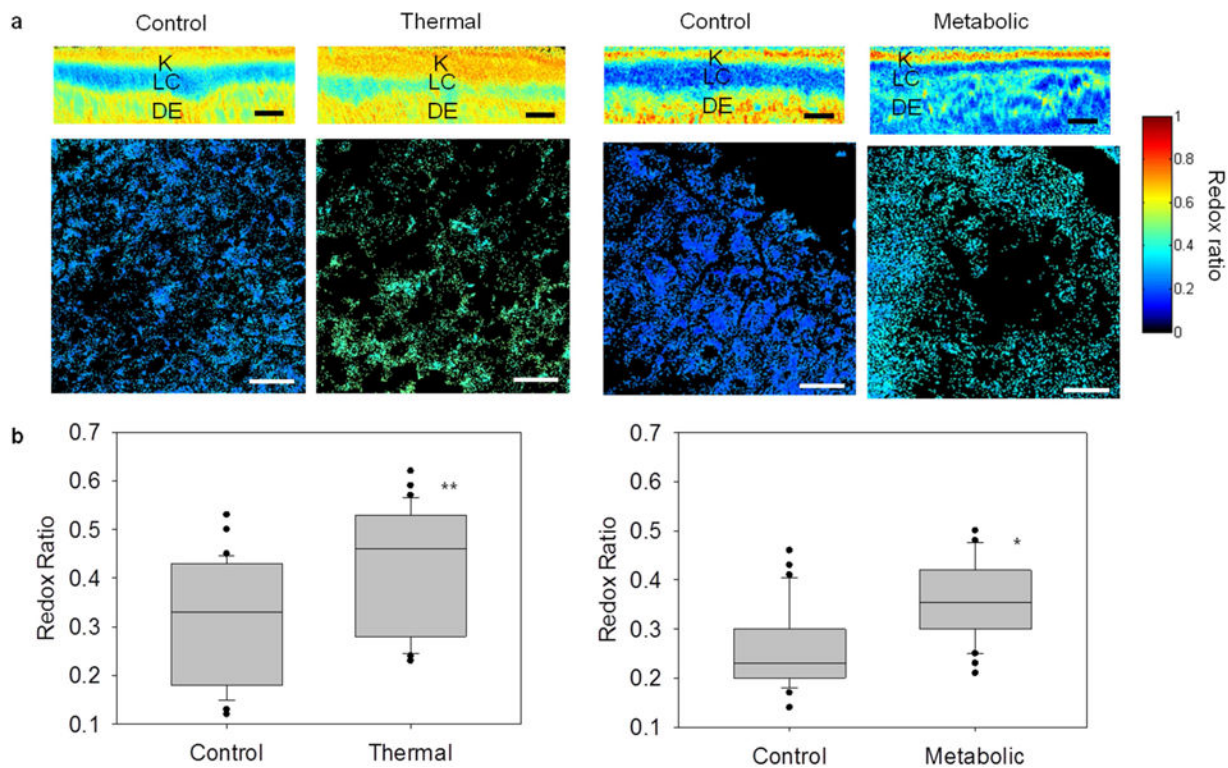 a
Control
Thermal
Control
Metabolic
K
LC
DE
K
LC
DE
K
LC
DE
K
LC
DE
1
0.8
0.6
0.4
0.2
0
Redox ratio
b
0.7
0.6
0.5
0.4
0.3
0.2
0.1
Redox Ratio
**
Control
Thermal
0.7
0.6
0.5
0.4
0.3
0.2
0.1
Redox Ratio
*
Control
Metabolic